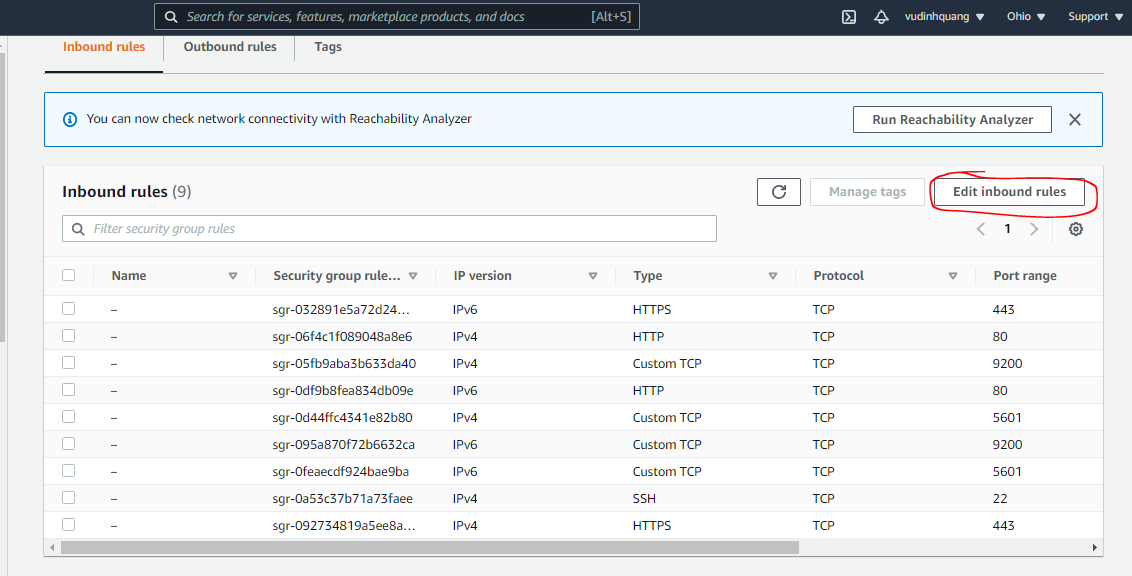 Search for services, features, marketplace products, and docs [Alt+S] vudinhquang Ohio Support
Inbound rules Outbound rules Tags
You can now check network connectivity with Reachability Analyzer Run Reachability Analyzer
Inbound rules (9) Manage tags Edit inbound rules
Filter security group rules 1
Name Security group rule... IP version Type Protocol Port range
– sgr-032891e5a72d24... IPv6 HTTPS TCP 443
– sgr-06f4c1f089048a8e6 IPv4 HTTP TCP 80
– sgr-05fb9aba3b633da40 IPv4 Custom TCP TCP 9200
– sgr-0df9b8fea834db09e IPv6 HTTP TCP 80
– sgr-0d44ffc4341e82b80 IPv4 Custom TCP TCP 5601
– sgr-095a870f72b6632ca IPv6 Custom TCP TCP 9200
– sgr-0feaecdf924bae9ba IPv6 Custom TCP TCP 5601
– sgr-0a53c37b71a73faee IPv4 SSH TCP 22
– sgr-092734819a5ee8a... IPv4 HTTPS TCP 443